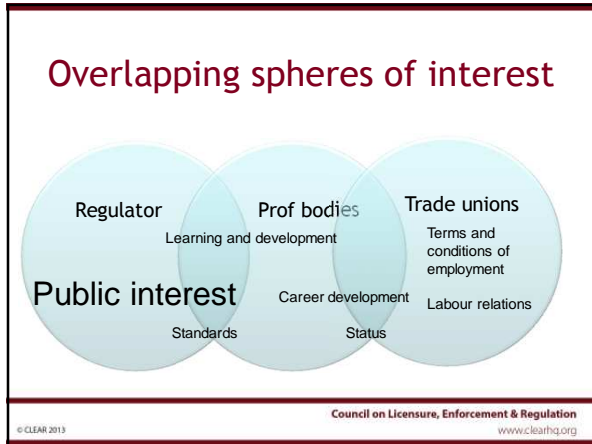 Overlapping spheres of interest
Regulator
Prof bodies
Trade unions
Learning and development
Terms and
conditions of
employment
Public interest
Career development
Labour relations
Standards
Status
Council on Licensure, Enforcement & Regulation
© CLEAR 2013
www.clearhq.org